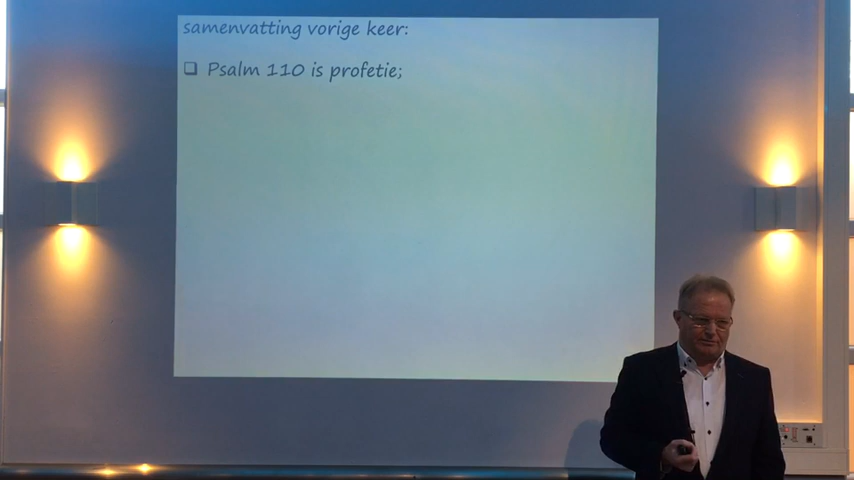 samenvatting vorige keer:
❑ Psalm 110 is profetie;